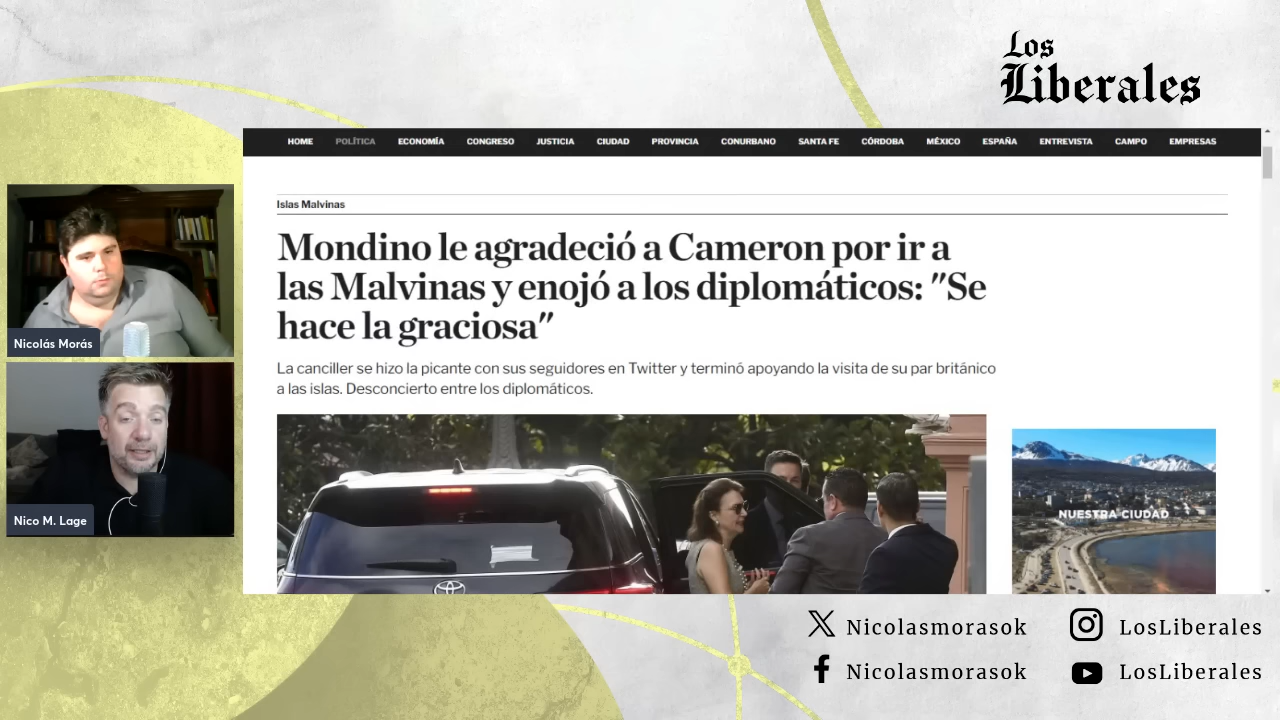 Los
Liberales
HOME POLÍTICA ECONOMÍA CONGRESO JUSTICIA CIUDAD PROVINCIA CONURBANO SANTA FE CÓRDOBA MÉXICO ESPAÑA ENTREVISTA CAMPO EMPRESAS
Islas Malvinas
Mondino le agradeció a Cameron por ir a
las Malvinas y enojó a los diplomáticos: "Se
hace la graciosa"
La canciller se hizo la picante con sus seguidores en Twitter y terminó apoyando la visita de su par británico
a las islas. Desconcierto entre los diplomáticos.
Nicolás Morás
Nico M. Lage
NUESTRA CIUDAD
Nicolasmorasok LosLiberales
Nicolasmorasok LosLiberales